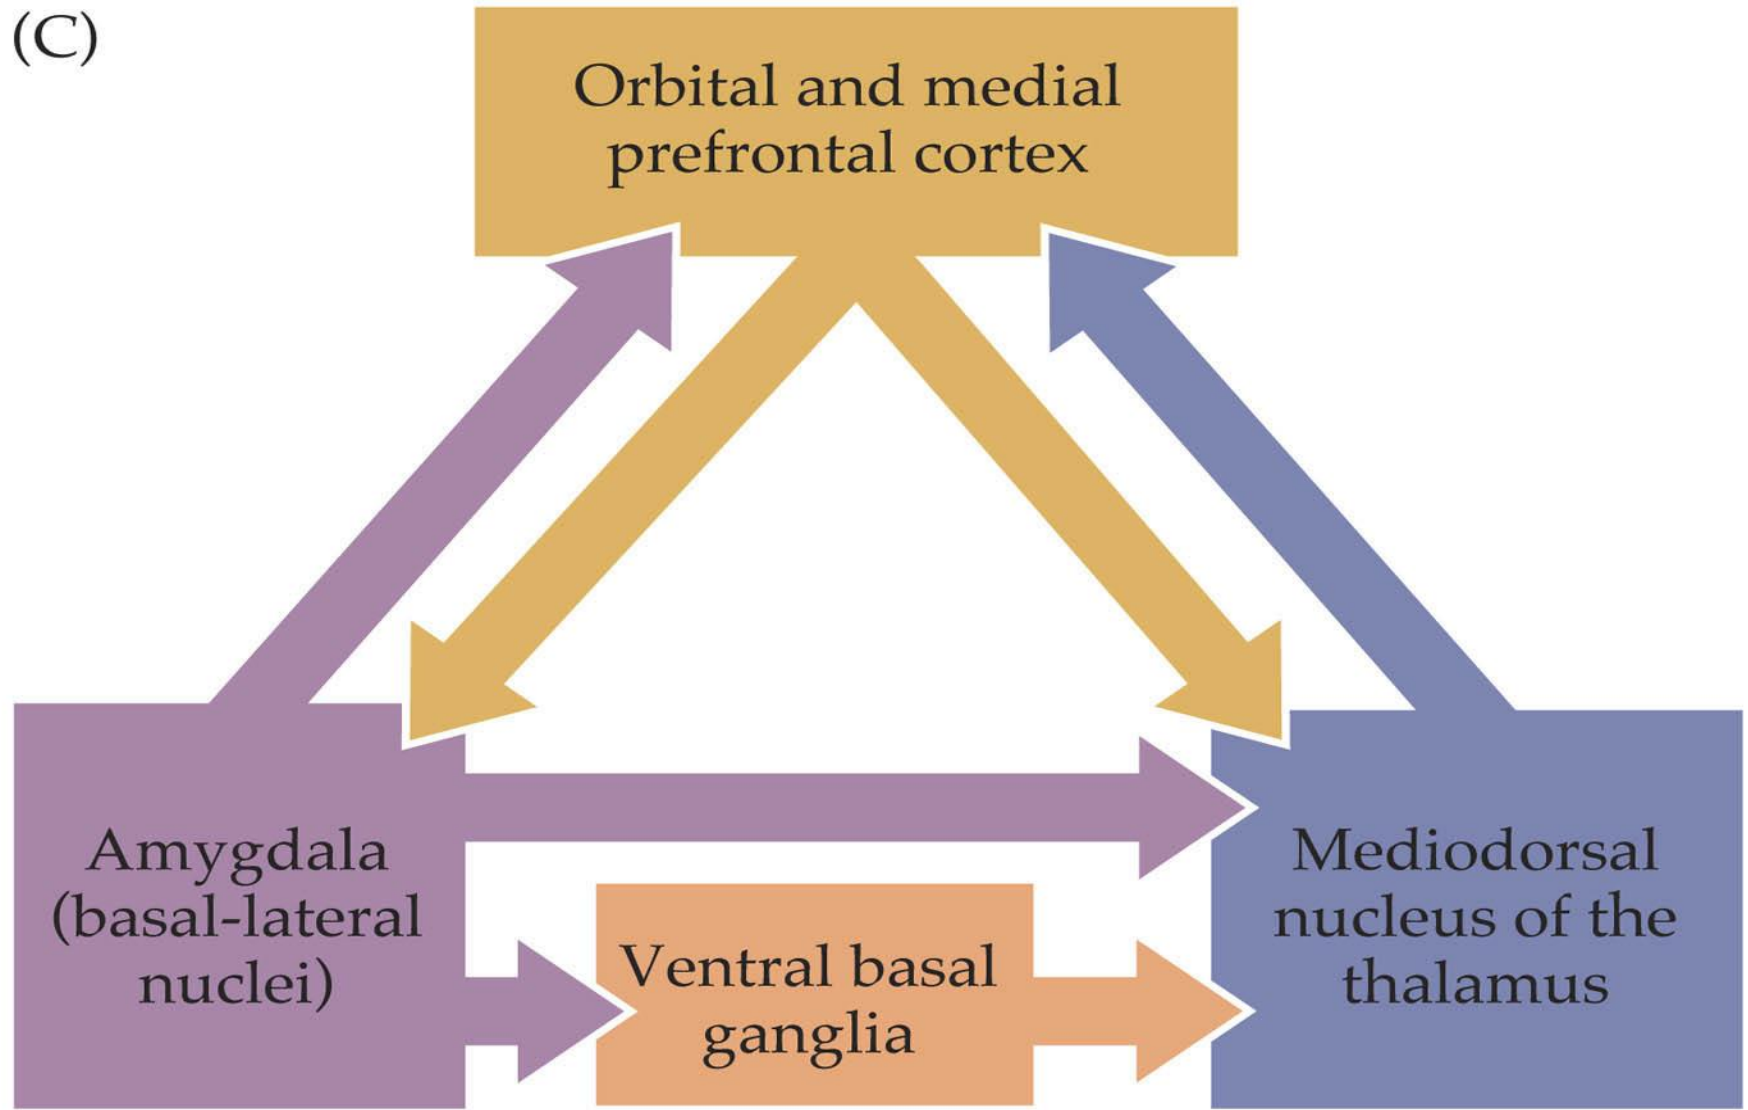 (C)
Orbital and medial
prefrontal cortex
Amygdala
(basal-lateral
nuclei)
Ventral basal
ganglia
Mediodorsal
nucleus of the
thalamus